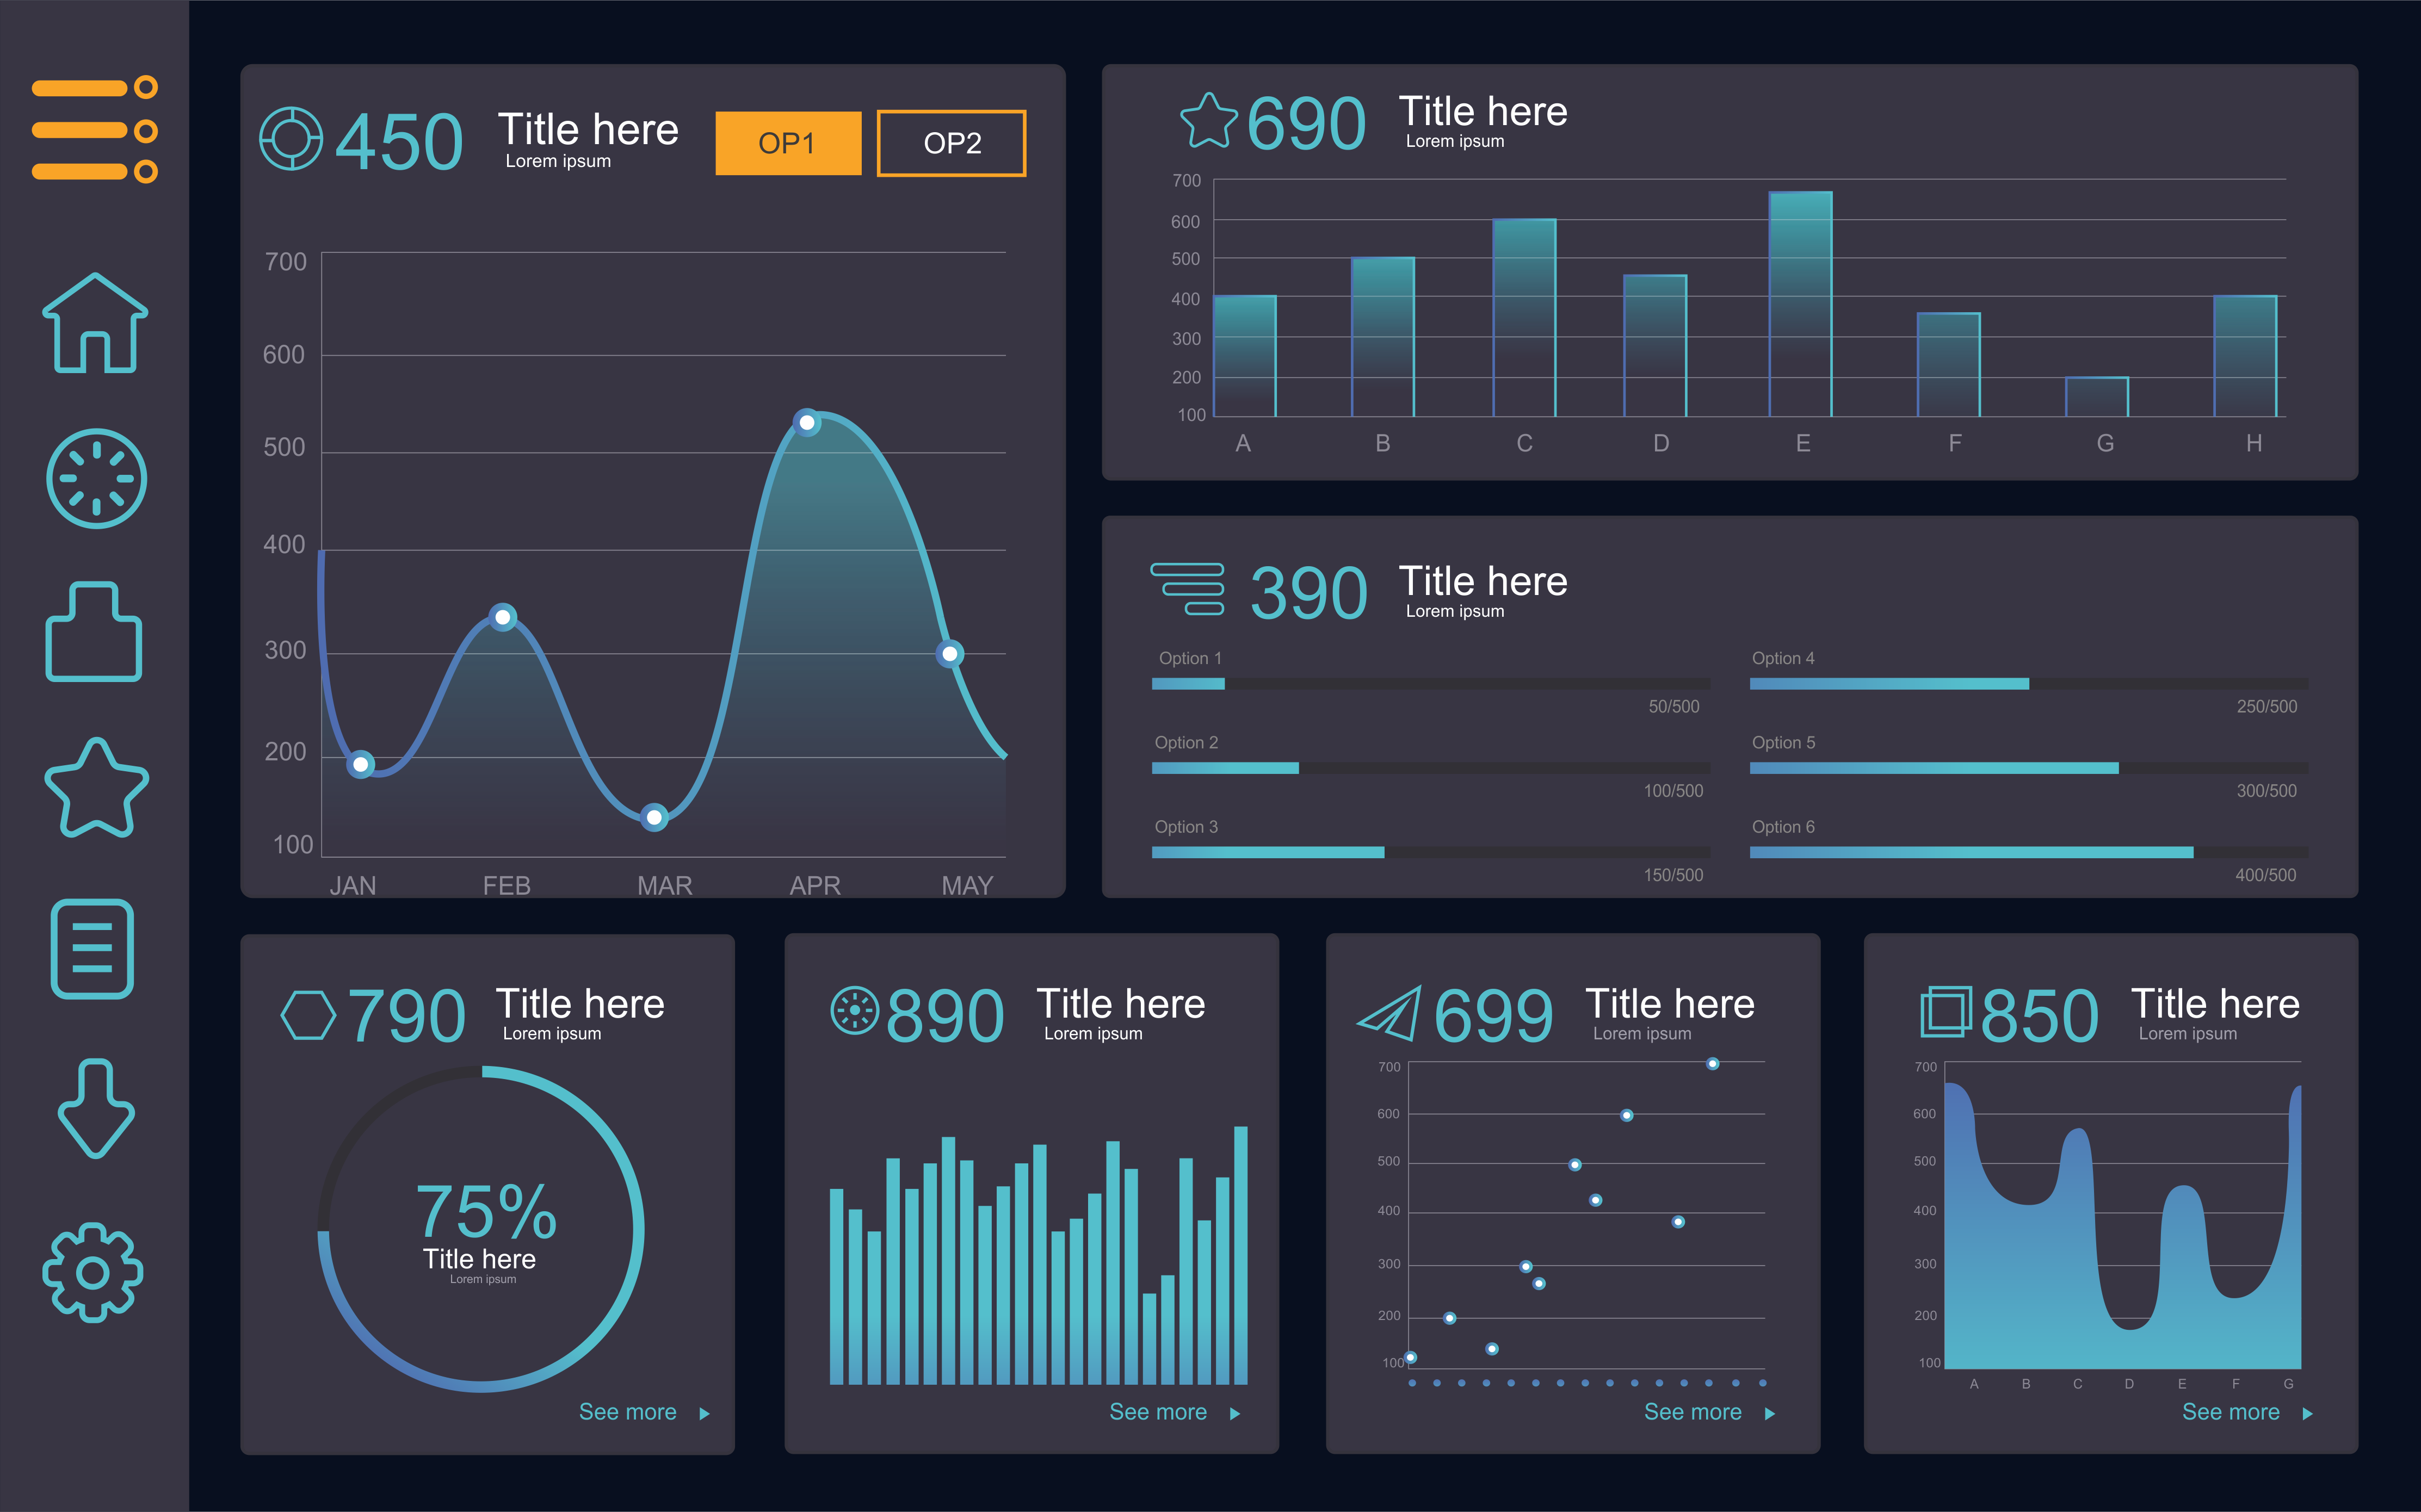 450
Title here
Lorem ipsum
OP1
OP2
700
600
500
400
300
200
100
JAN FEB MAR APR MAY
690
Title here
Lorem ipsum
700
600
500
400
300
200
100
A B C D E F G H
390
Title here
Lorem ipsum
Option 1
50/500
Option 2
100/500
Option 3
150/500
Option 4
250/500
Option 5
300/500
Option 6
400/500
790
Title here
Lorem ipsum
75%
Title here
Lorem ipsum
See more
890
Title here
Lorem ipsum
See more
699
Title here
Lorem ipsum
700
600
500
400
300
200
100
See more
850
Title here
Lorem ipsum
700
600
500
400
300
200
100
A B C D E F G
See more